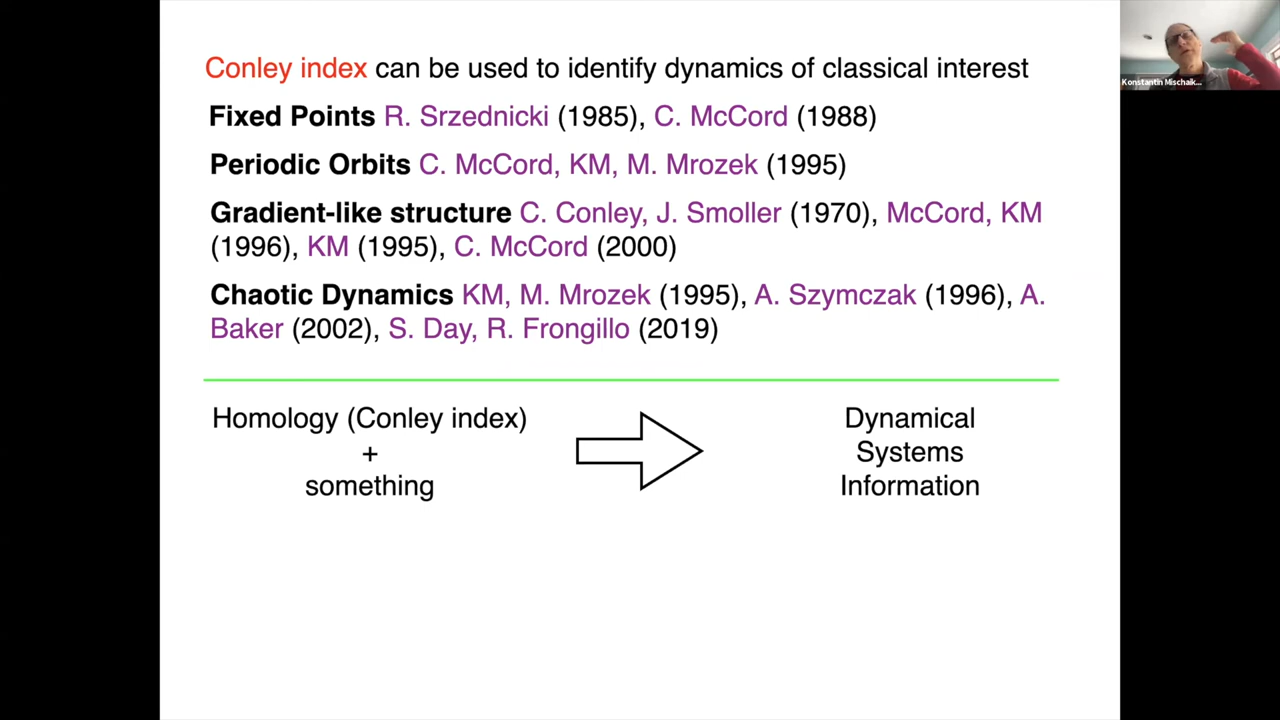 Conley index can be used to identify dynamics of classical interest
Fixed Points R. Srzednicki (1985), C. McCord (1988)
Periodic Orbits C. McCord, KM, M. Mrozek (1995)
Gradient-like structure C. Conley, J. Smoller (1970), McCord, KM
(1996), KM (1995), C. McCord (2000)
Chaotic Dynamics KM, M. Mrozek (1995), A. Szymczak (1996), A.
Baker (2002), S. Day, R. Frongillo (2019)
Homology (Conley index)
+
something
Dynamical
Systems
Information
Konstantin Mischaik...